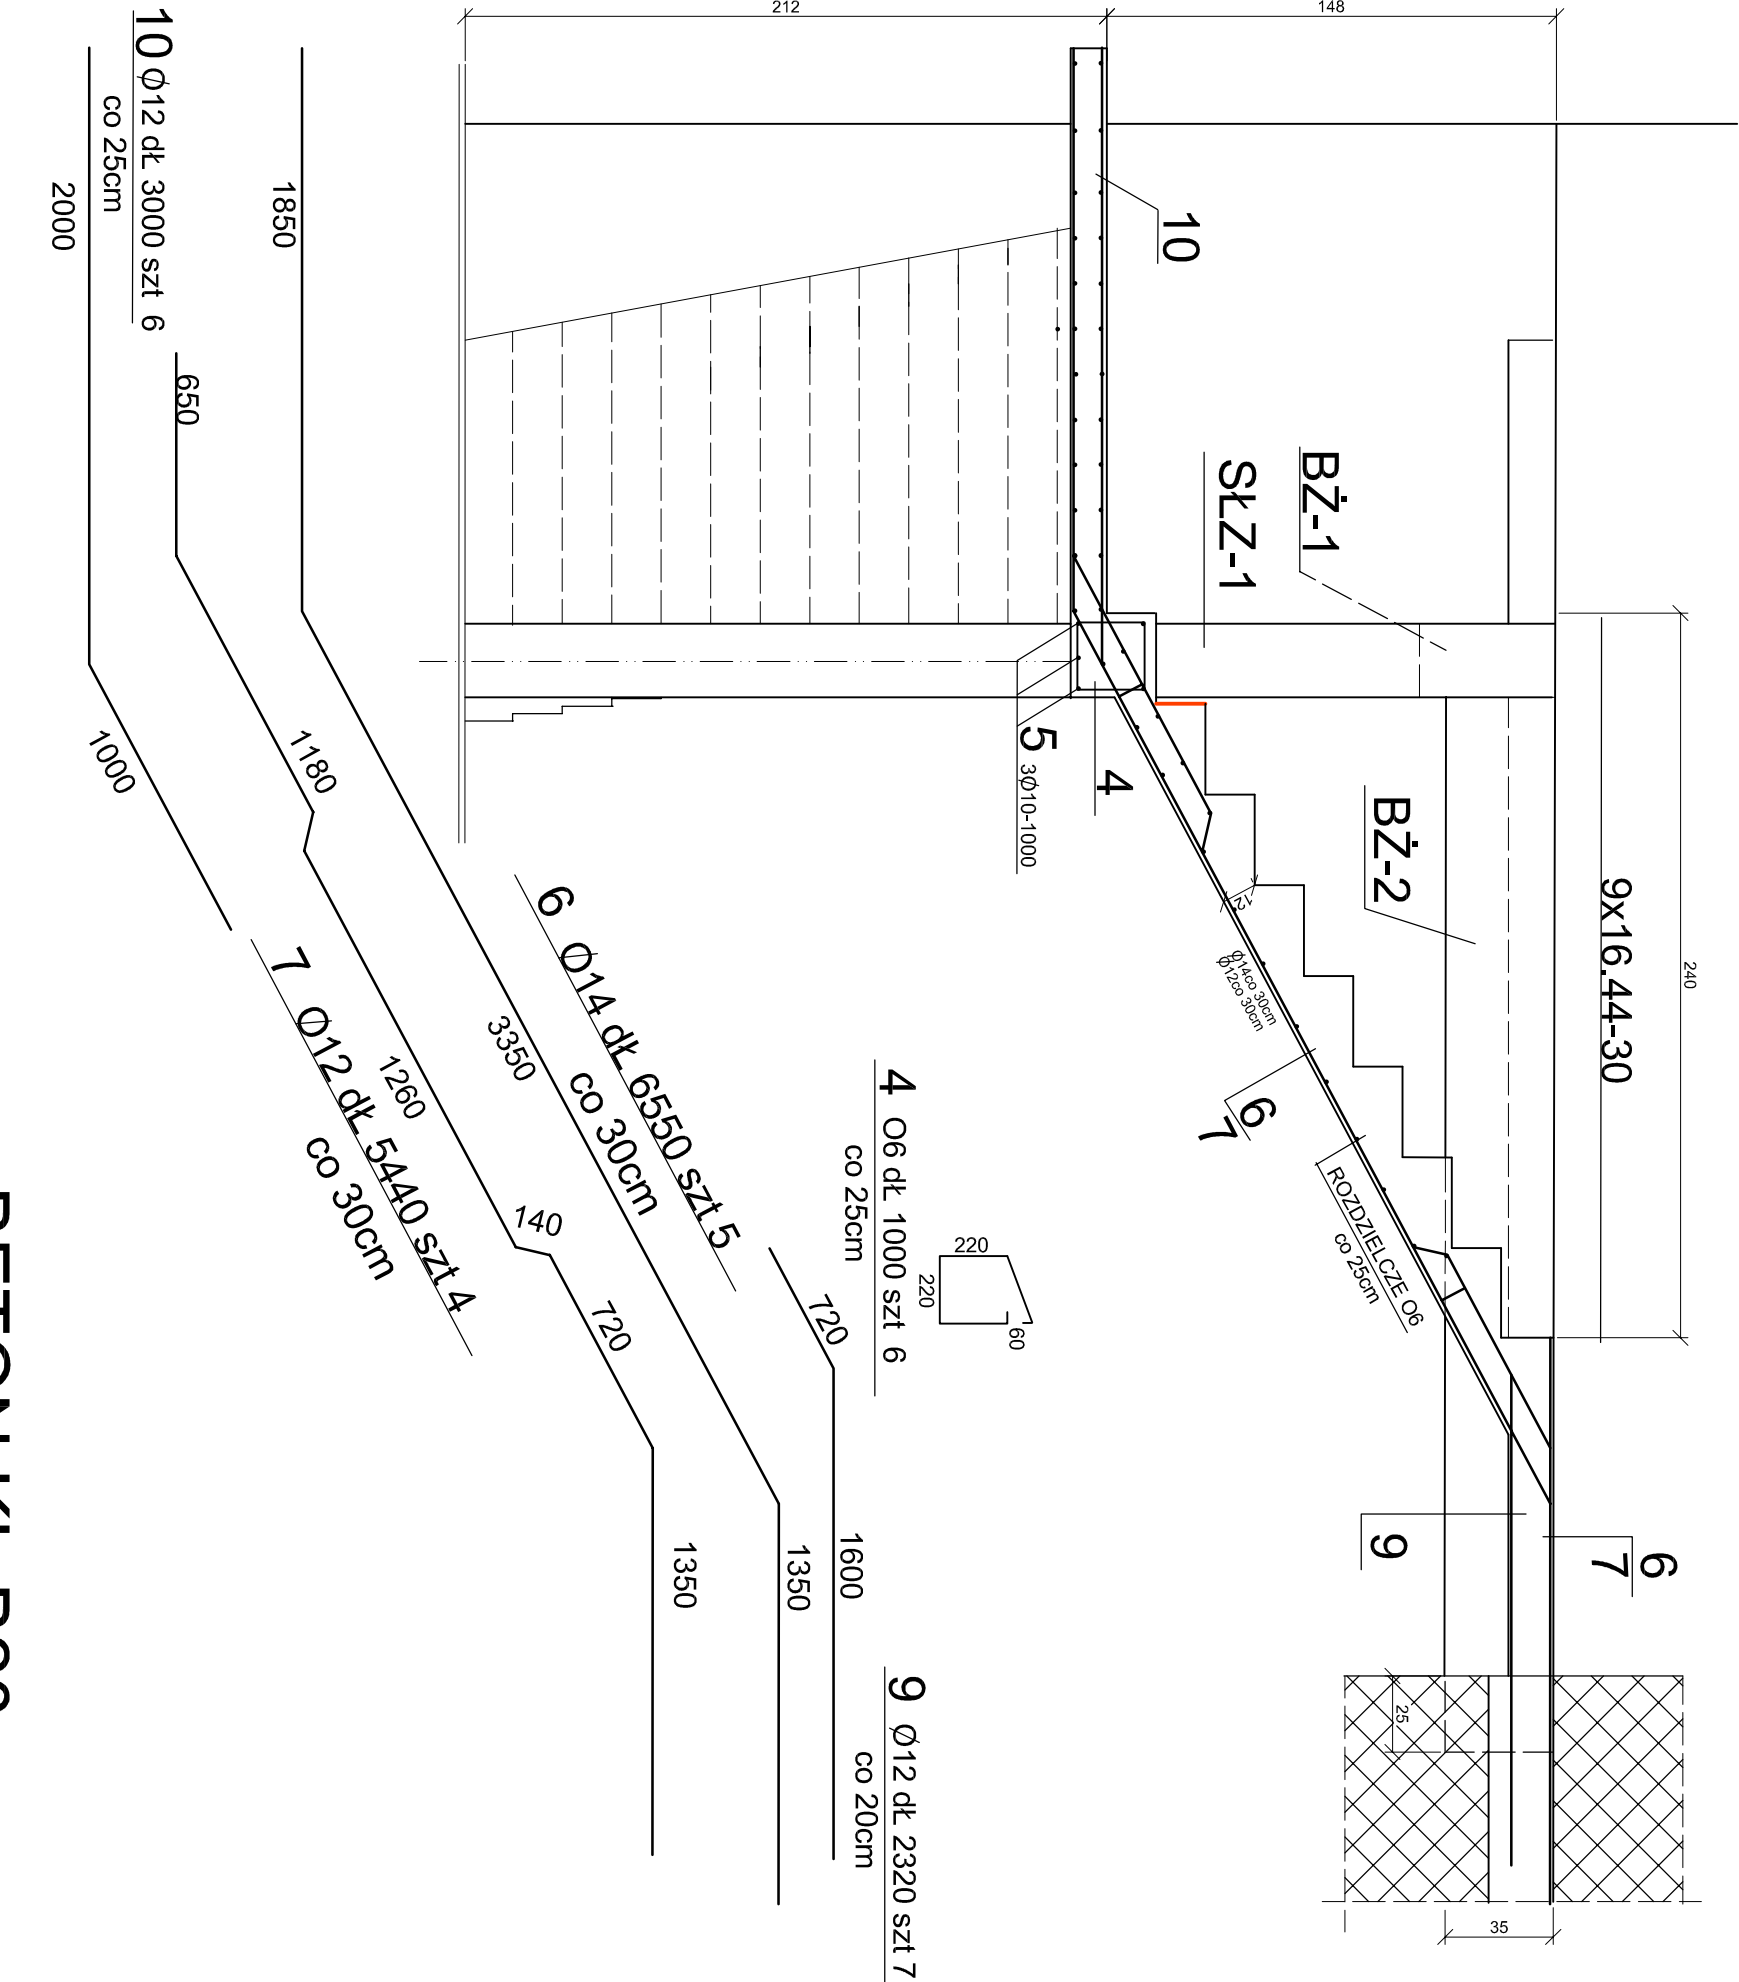 212
148
10
BŻ-1
SŁZ-1
BŻ-2
9x16.44-30
240
5 3Ø10-1000
4
12
Ø14co 30cm
Ø12co 30cm
6
7
ROZDZIELCZE O6
co 25cm
6
7
9
25
35
4 O6 dł. 1000 szt 6
co 25cm
220
220
60
9 Ø12 dł. 2320 szt 7
co 20cm
720
1600
6 Ø14 dł. 6550 szt 5
co 30cm
1850
3350
1350
7 Ø12 dł. 5440 szt 4
co 30cm
650
1180
1260
140
720
1350
10 Ø12 dł. 3000 szt 6
co 25cm
2000
1000